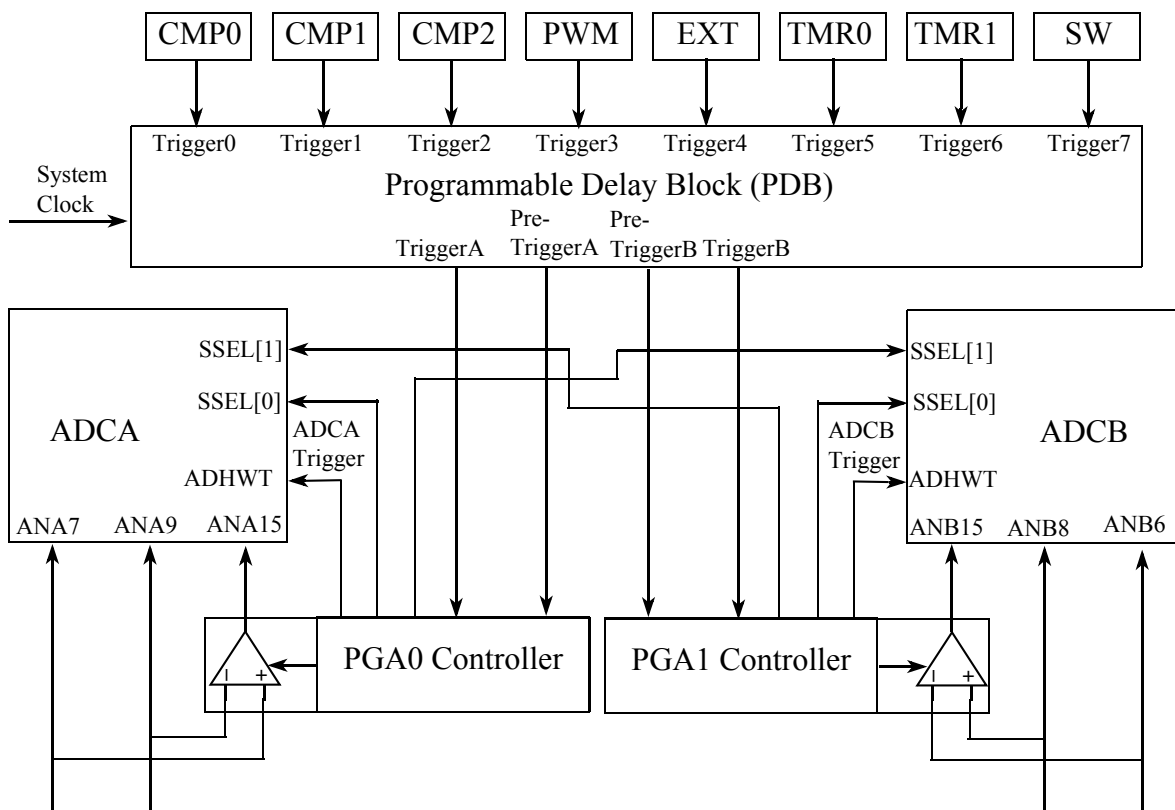 CMP0
CMP1
CMP2
PWM
EXT
TMR0
TMR1
SW
Trigger0
Trigger1
Trigger2
Trigger3
Trigger4
Trigger5
Trigger6
Trigger7
System
Clock
Programmable Delay Block (PDB)
TriggerA
Pre-
TriggerA
Pre-
TriggerB
TriggerB
SSEL[1]
SSEL[0]
ADCA
ADCA
Trigger
ADHWT
ANA7
ANA9
ANA15
SSEL[1]
SSEL[0]
ADCB
Trigger
ADCB
ADHWT
ANB15
ANB8
ANB6
PGA0 Controller
PGA1 Controller
– +
– +